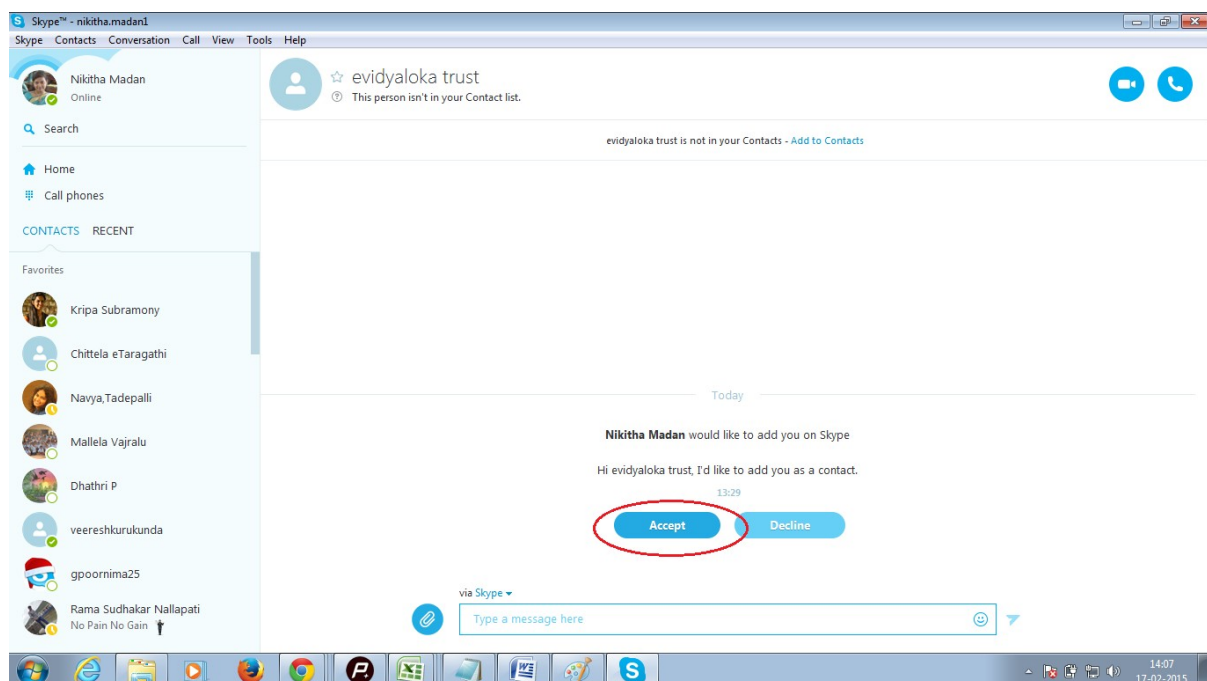 Skype™ - nikitha.madan1
Skype Contacts Conversation Call View Tools Help
Nikitha Madan
Online
Search
Home
Call phones
CONTACTS RECENT
Favorites
Kripa Subramony
Chittela eTaragathi
Navya,Tadepalli
Mallela Vajralu
Dhathri P
veereshkurukunda
gpoornima25
Rama Sudhakar Nallapati
No Pain No Gain
evidyaloka trust
This person isn't in your Contact list.
evidyaloka trust is not in your Contacts - Add to Contacts
Today
Nikitha Madan would like to add you on Skype
Hi evidyaloka trust, I'd like to add you as a contact.
13:29
Accept Decline
via Skype
Type a message here
14:07
17-02-2015